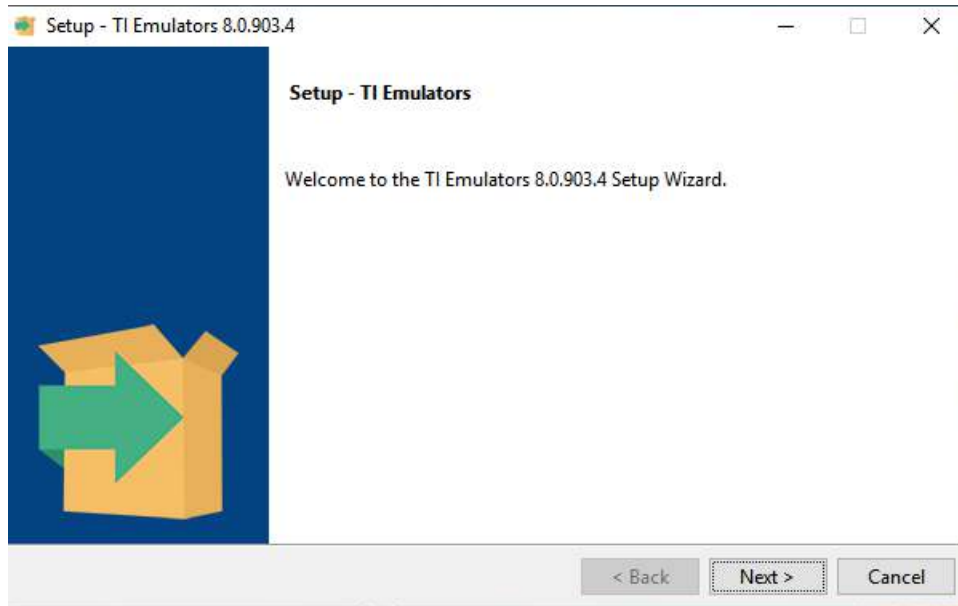 Setup - TI Emulators 8.0.903.4
Setup - TI Emulators
Welcome to the TI Emulators 8.0.903.4 Setup Wizard.
< Back Next > Cancel